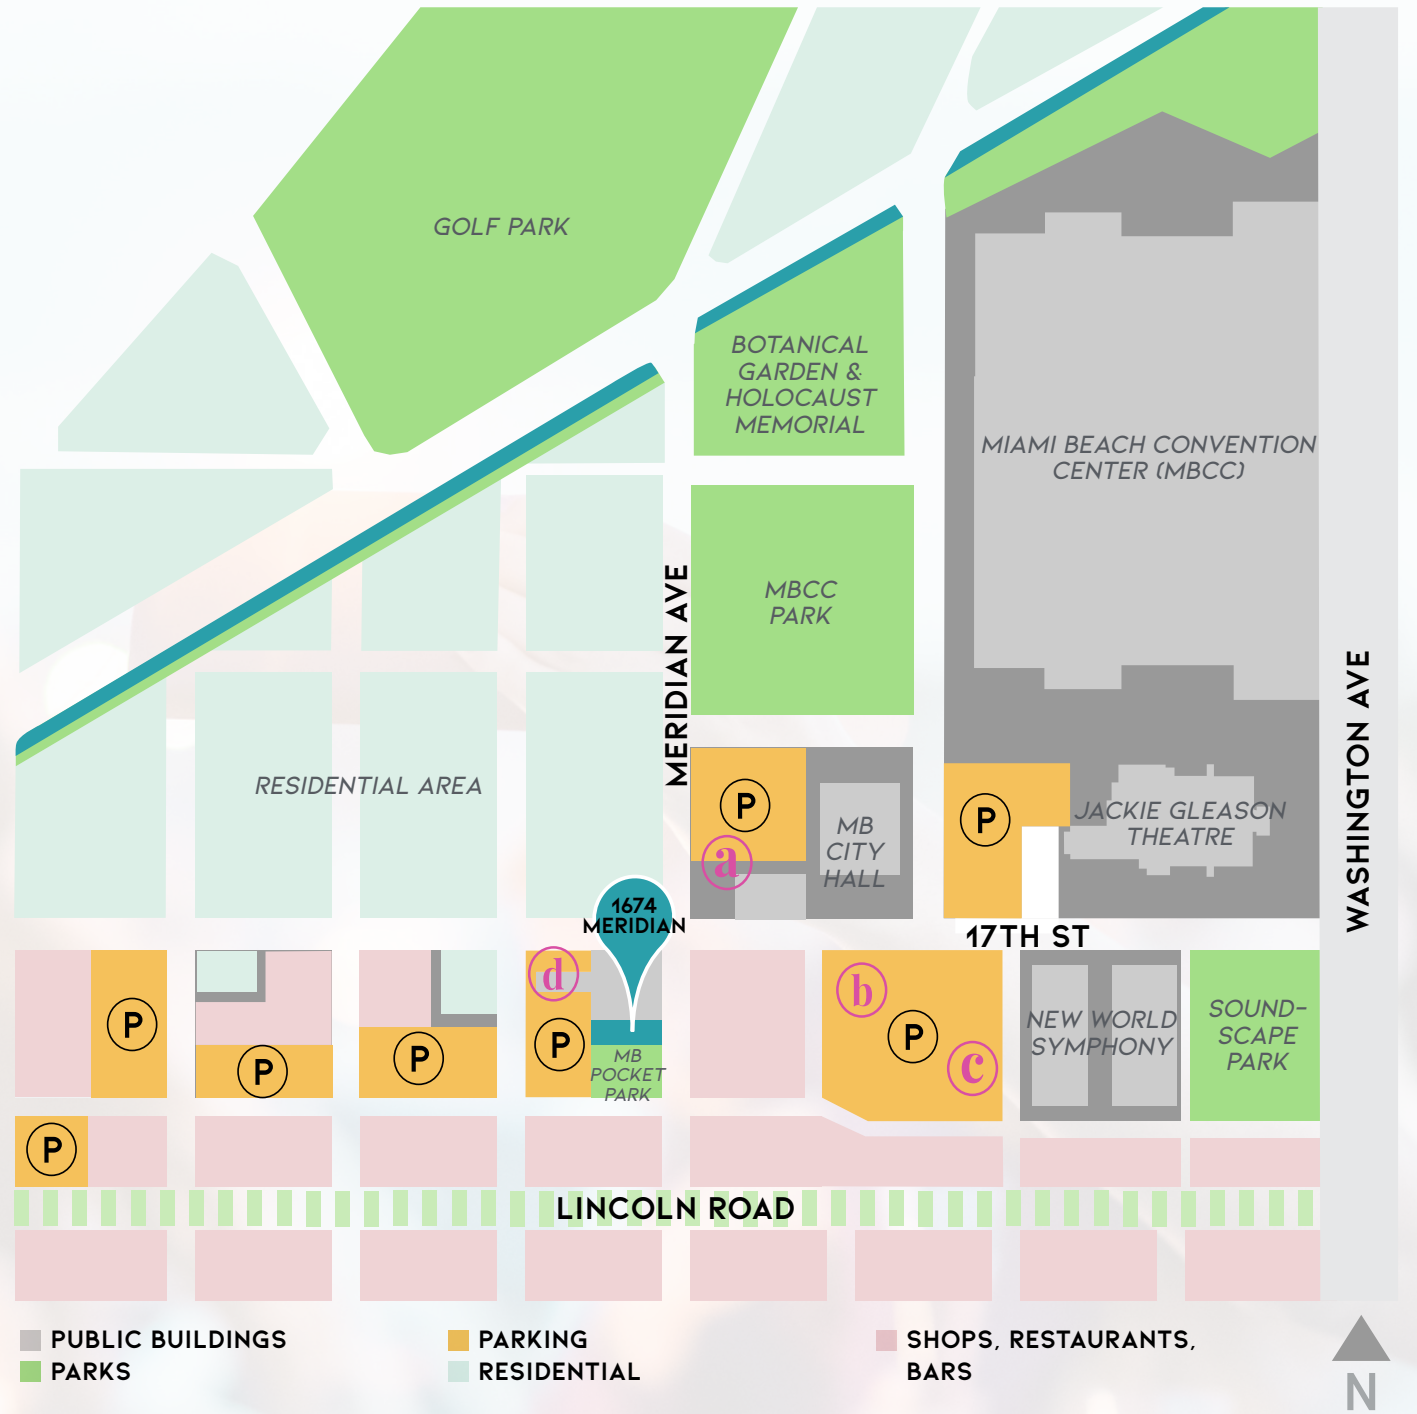 GOLF PARK
BOTANICAL
GARDEN &
HOLOCAUST
MEMORIAL
MIAMI BEACH CONVENTION
CENTER (MBCC)
MBCC
PARK
MERIDIAN AVE
WASHINGTON AVE
RESIDENTIAL AREA
P
a
MB
CITY
HALL
P
JACKIE GLEASON
THEATRE
1674
MERIDIAN
17TH ST
P
P
P
d
P
MB
POCKET
PARK
b
P
c
NEW WORLD
SYMPHONY
SOUND-
SCAPE
PARK
P
LINCOLN ROAD
PUBLIC BUILDINGS
PARKS
PARKING
RESIDENTIAL
SHOPS, RESTAURANTS,
BARS
N